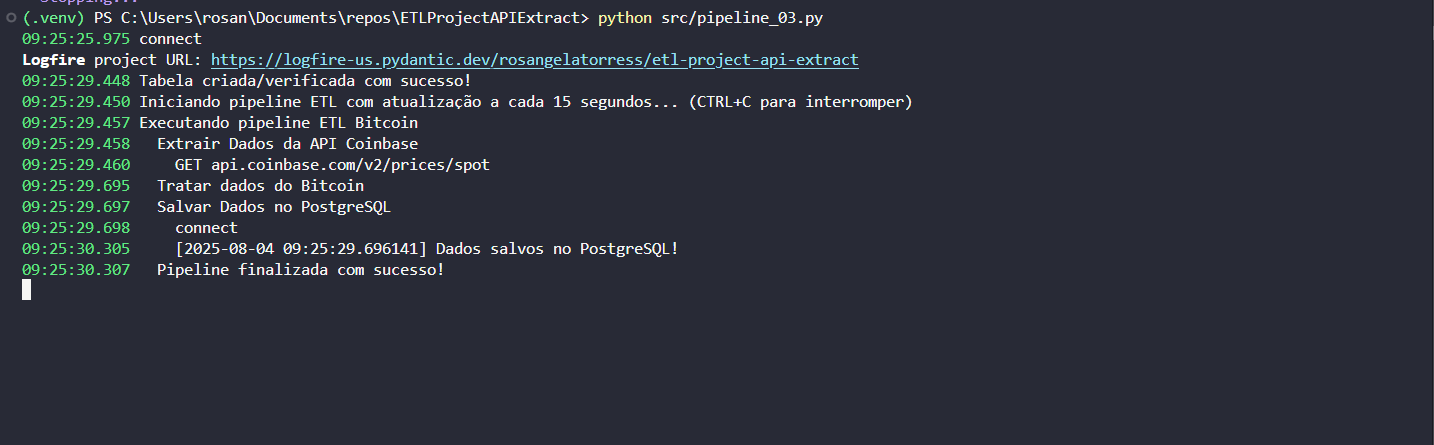 Stopping...
(.venv) PS C:\Users\rosan\Documents\repos\ETLProjectAPIExtract> python src/pipeline_03.py
09:25:25.975 connect
Logfire project URL: https://logfire-us.pydantic.dev/rosangelatorress/etl-project-api-extract
09:25:29.448 Tabela criada/verificada com sucesso!
09:25:29.450 Iniciando pipeline ETL com atualização a cada 15 segundos... (CTRL+C para interromper)
09:25:29.457 Executando pipeline ETL Bitcoin
09:25:29.458   Extrair Dados da API Coinbase
09:25:29.460     GET api.coinbase.com/v2/prices/spot
09:25:29.695   Tratar dados do Bitcoin
09:25:29.697   Salvar Dados no PostgreSQL
09:25:29.698     connect
09:25:30.305     [2025-08-04 09:25:29.696141] Dados salvos no PostgreSQL!
09:25:30.307   Pipeline finalizada com sucesso!